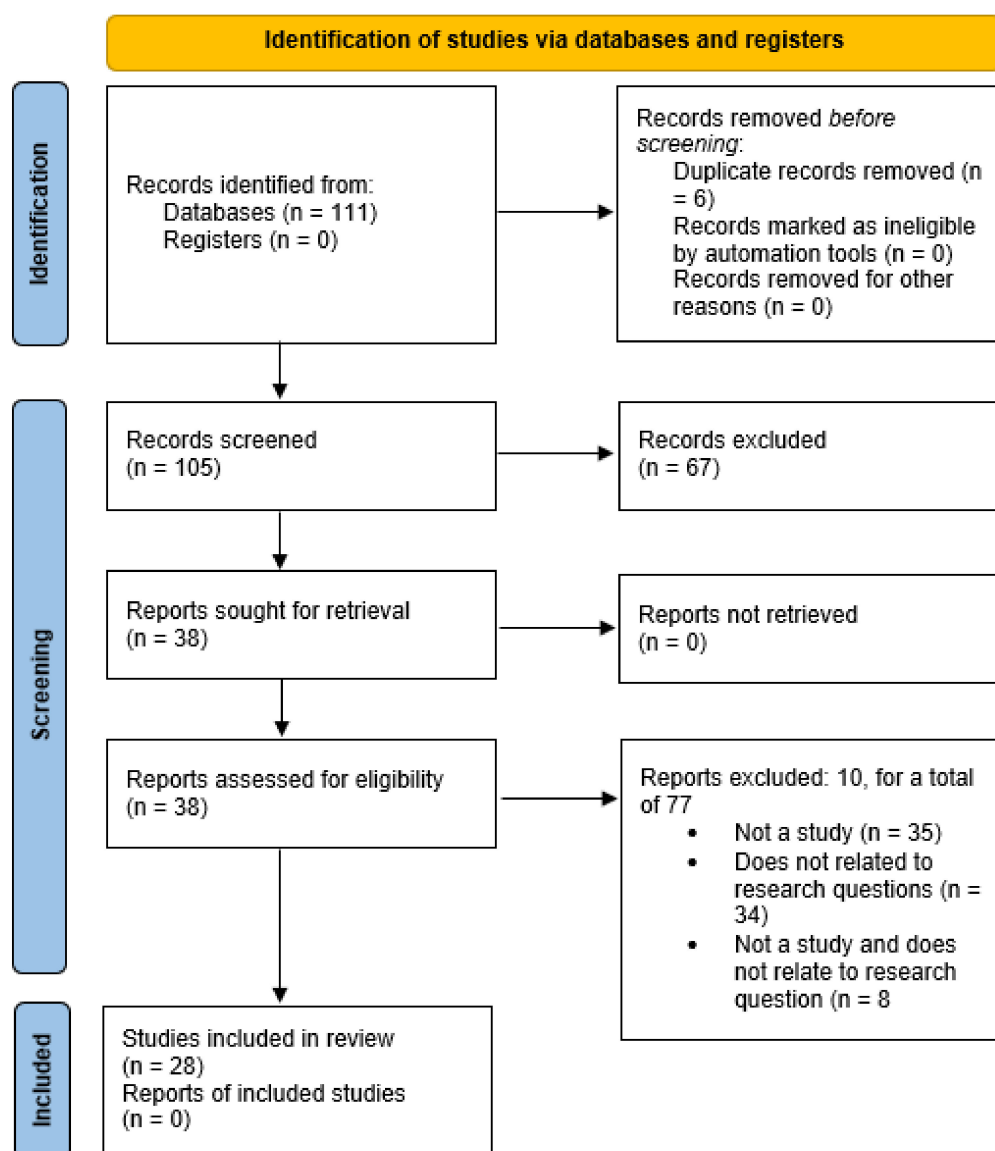 Identification of studies via databases and registers
Identification
Records identified from:
Databases (n = 111)
Registers (n = 0)
Records removed before
screening:
Duplicate records removed (n
= 6)
Records marked as ineligible
by automation tools (n = 0)
Records removed for other
reasons (n = 0)
Screening
Records screened
(n = 105)
Records excluded
(n = 67)
Reports sought for retrieval
(n = 38)
Reports not retrieved
(n = 0)
Reports assessed for eligibility
(n = 38)
Reports excluded: 10, for a total
of 77
• Not a study (n = 35)
• Does not related to
research questions (n =
34)
• Not a study and does
not relate to research
question (n = 8
Included
Studies included in review
(n = 28)
Reports of included studies
(n = 0)